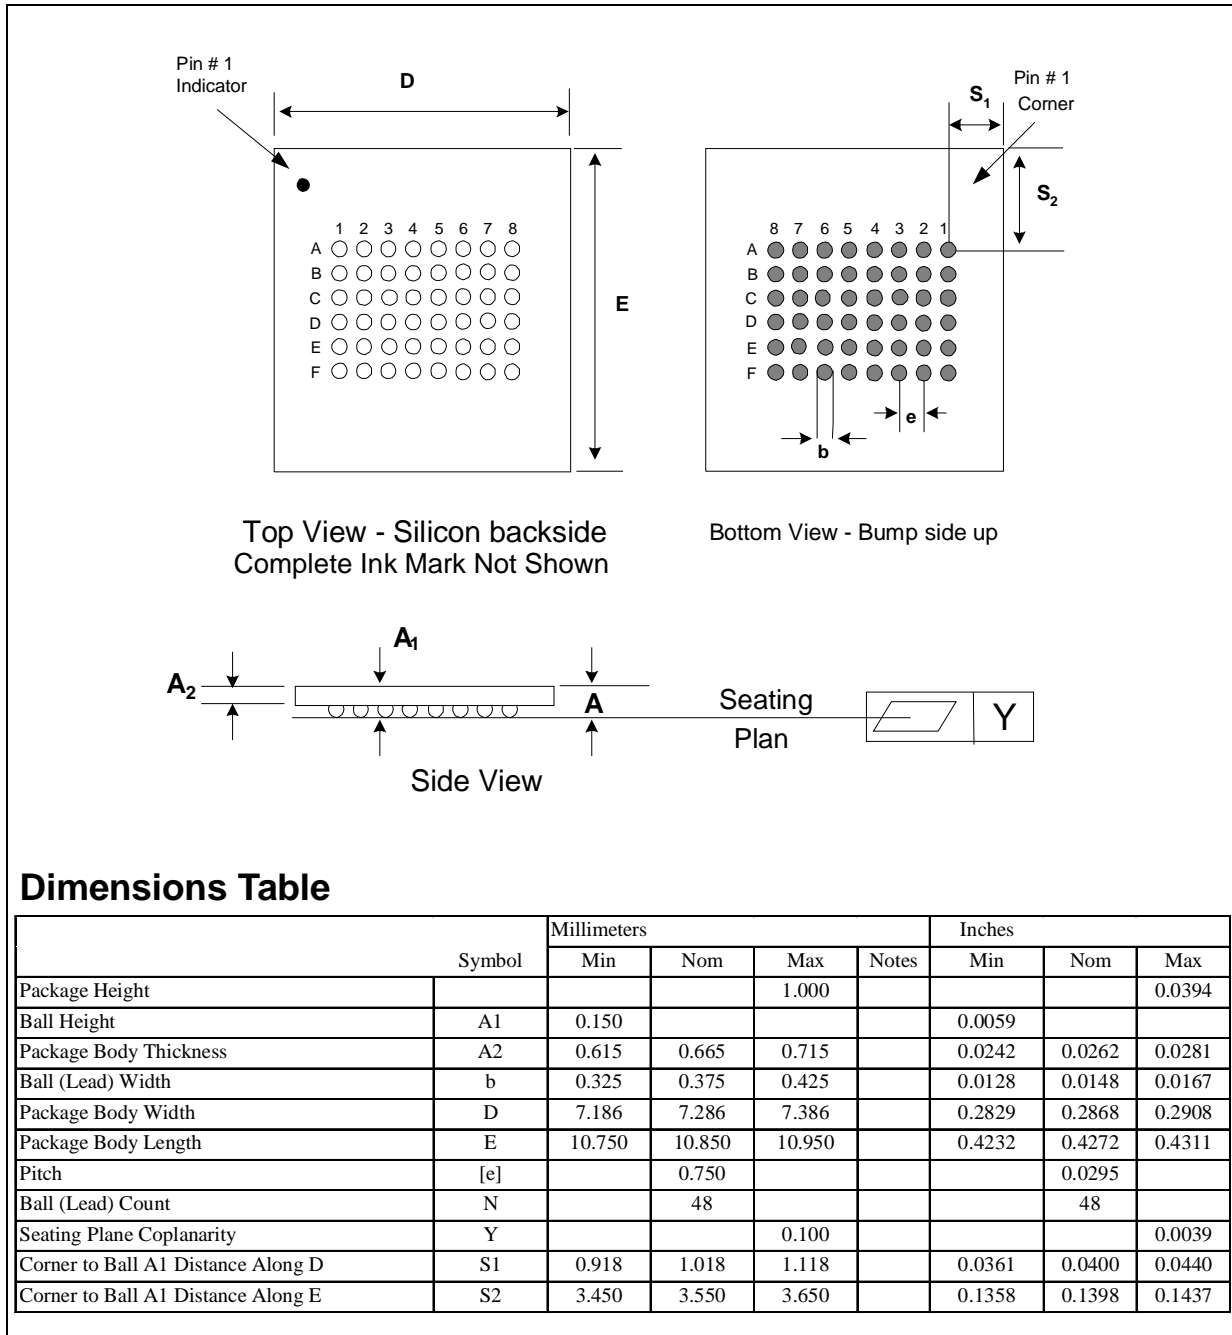 Pin # 1
Indicator
D
S1
Pin # 1
Corner
S2
1 2 3 4 5 6 7 8
A
B
C
D
E
F
E
8 7 6 5 4 3 2 1
A
B
C
D
E
F
e
b
Top View - Silicon backside
Complete Ink Mark Not Shown
Bottom View - Bump side up
A1
A2
A
Seating
Plan
Y
Side View
Dimensions Table
Millimeters Inches
Symbol Min Nom Max Notes Min Nom Max
Package Height 1.000 0.0394
Ball Height A1 0.150 0.0059
Package Body Thickness A2 0.615 0.665 0.715 0.0242 0.0262 0.0281
Ball (Lead) Width b 0.325 0.375 0.425 0.0128 0.0148 0.0167
Package Body Width D 7.186 7.286 7.386 0.2829 0.2868 0.2908
Package Body Length E 10.750 10.850 10.950 0.4232 0.4272 0.4311
Pitch [e] 0.750 0.0295
Ball (Lead) Count N 48 48
Seating Plane Coplanarity Y 0.100 0.0039
Corner to Ball A1 Distance Along D S1 0.918 1.018 1.118 0.0361 0.0400 0.0440
Corner to Ball A1 Distance Along E S2 3.450 3.550 3.650 0.1358 0.1398 0.1437